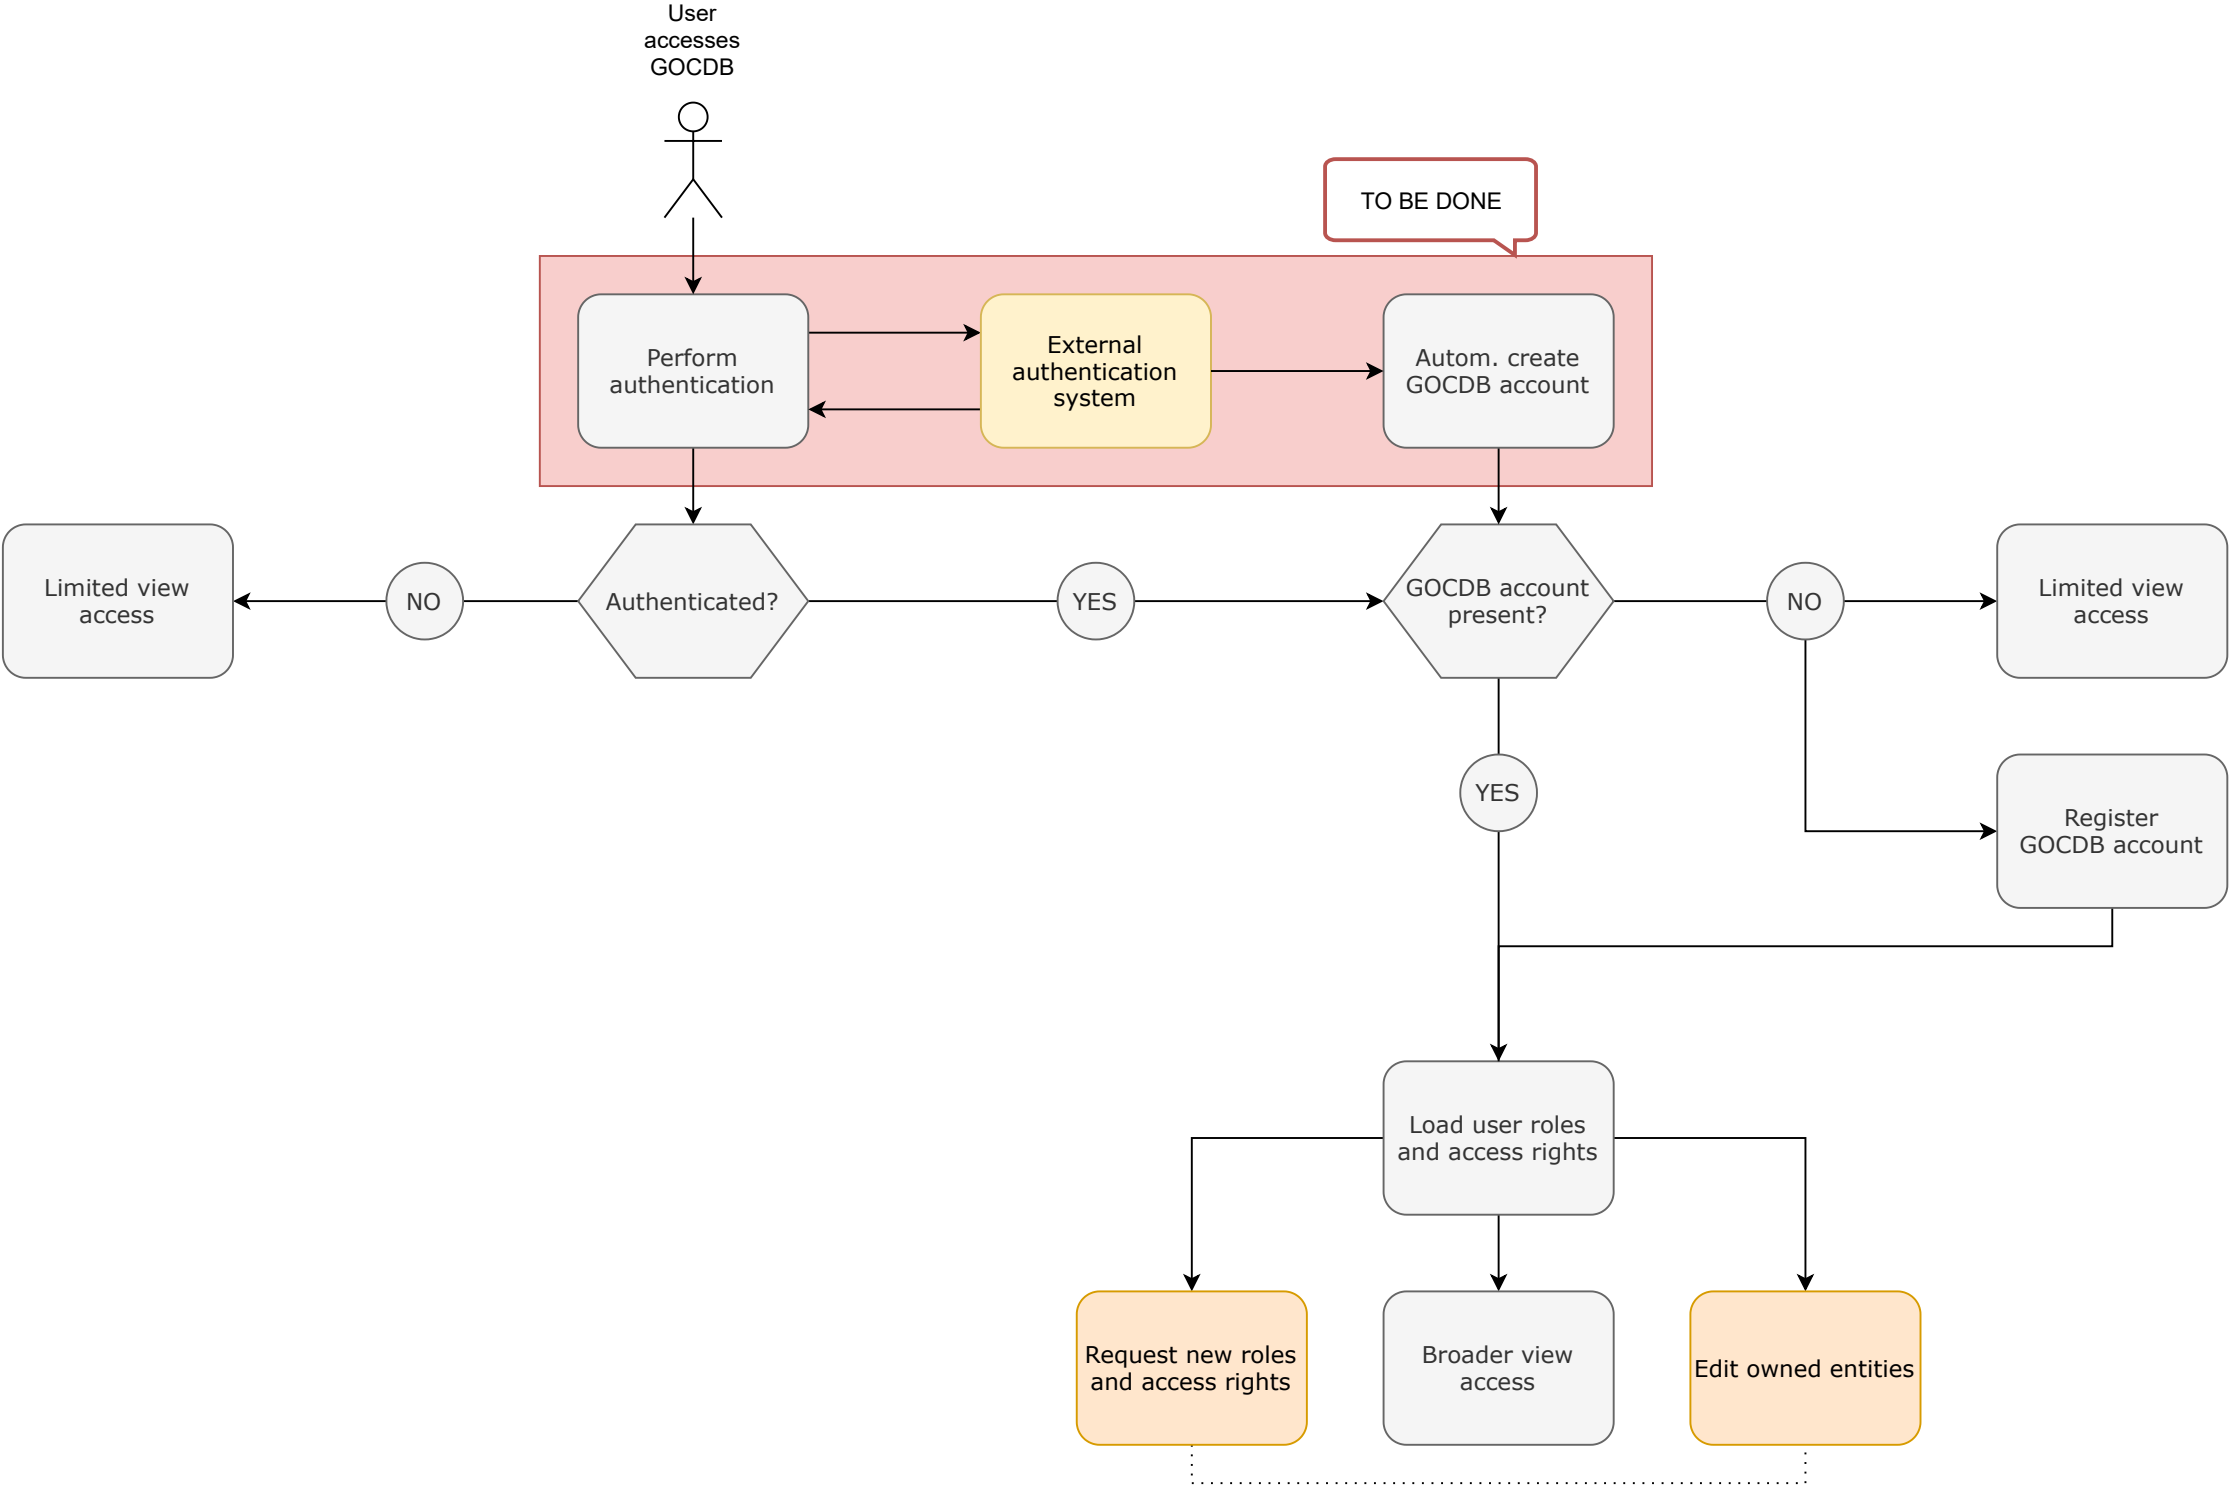 User
accesses
GOCDB
TO BE DONE
Perform
authentication
External
authentication
system
Autom. create
GOCDB account
Limited view
access
NO
Authenticated?
YES
GOCDB account
present?
NO
Limited view
access
YES
Register
GOCDB account
Load user roles
and access rights
Request new roles
and access rights
Broader view
access
Edit owned entities